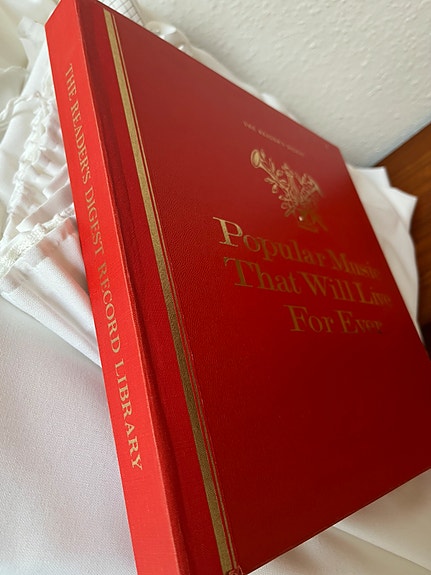 THE READER'S DIGEST RECORD LIBRARY
THE READER'S DIGEST
Popular Music
That Will Live
For Ever